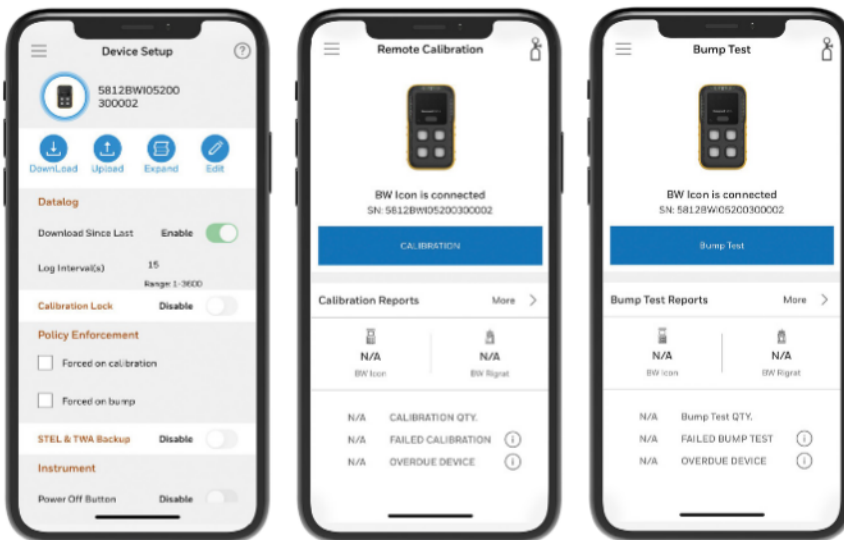 Device Setup
?
5812BWI05200
300002
DownLoad
Upload
Expand
Edit
Datalog
Download Since Last Enable
Log Interval(s) 15
Range: 1-3600
Calibration Lock Disable
Policy Enforcement
Forced on calibration
Forced on bump
STEL & TWA Backup Disable
Instrument
Power Off Button Disable
Remote Calibration
BW Icon is connected
SN: 5812BWI05200300002
CALIBRATION
Calibration Reports More >
N/A N/A
BW Icon BW Rigrat
N/A CALIBRATION QTY.
N/A FAILED CALIBRATION i
N/A OVERDUE DEVICE i
Bump Test
BW Icon is connected
SN: 5812BWI05200300002
Bump Test
Bump Test Reports More >
N/A N/A
BW Icon BW Rigrat
N/A Bump Test QTY.
N/A FAILED BUMP TEST i
N/A OVERDUE DEVICE i